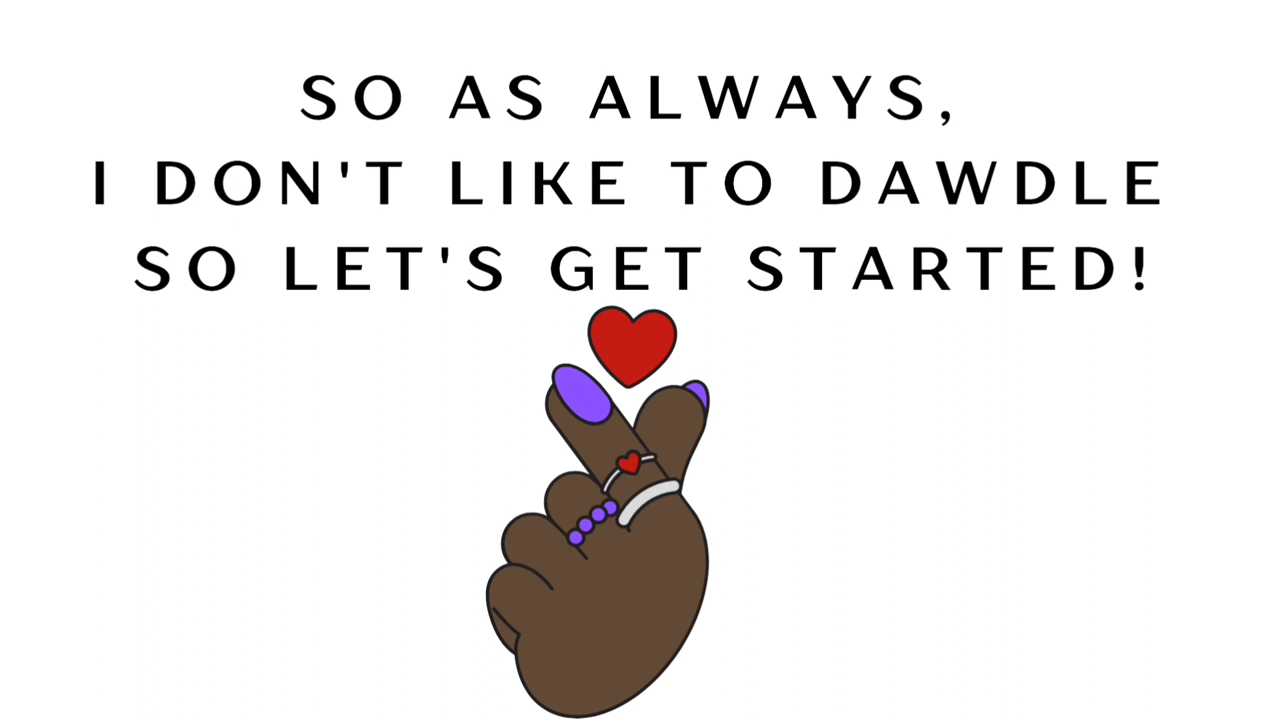 SO AS ALWAYS,
I DON'T LIKE TO DAWDLE
SO LET'S GET STARTED!